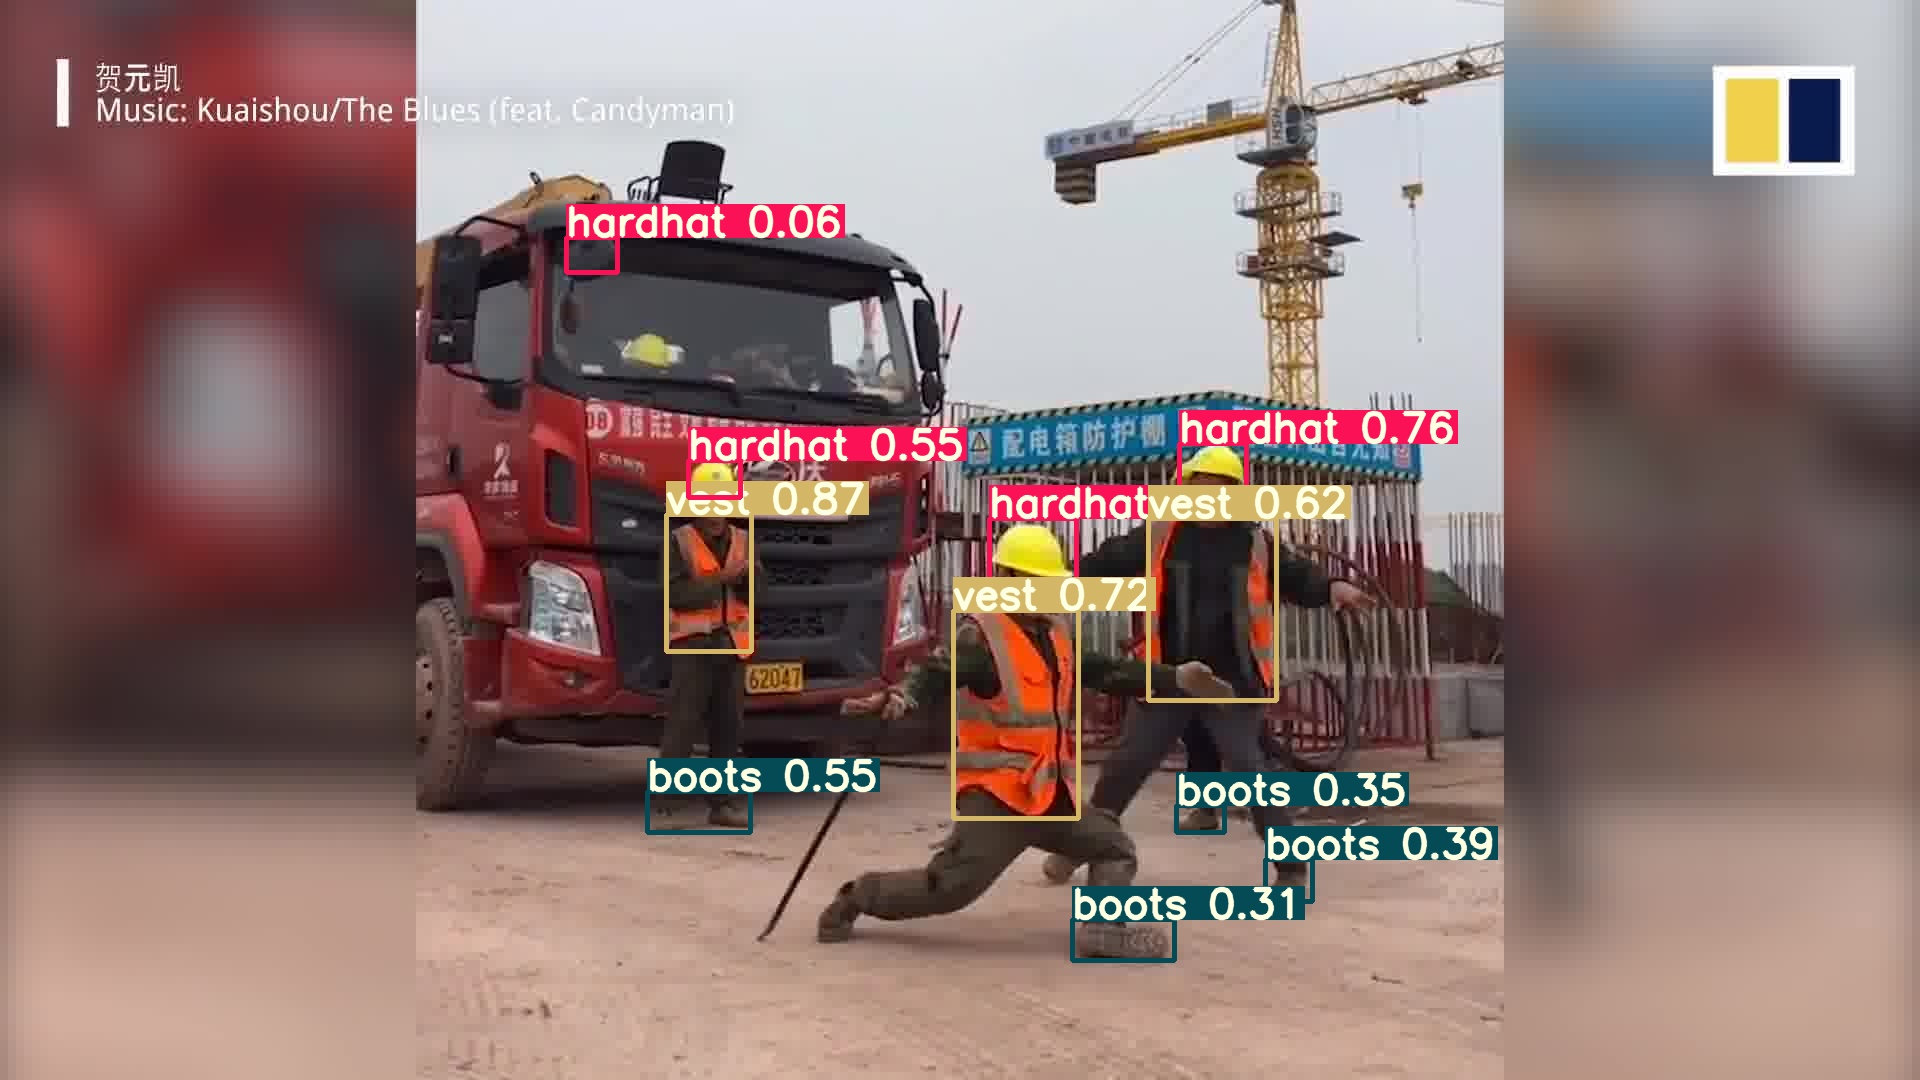 贺元凯
Music: Kuaishou/The Blues (feat. Candyman)
hardhat 0.06
hardhat 0.55
hardhat 0.76
配电箱防护棚
vest 0.87
hardhat
vest 0.62
vest 0.72
62047
boots 0.55
boots 0.35
boots 0.39
boots 0.31